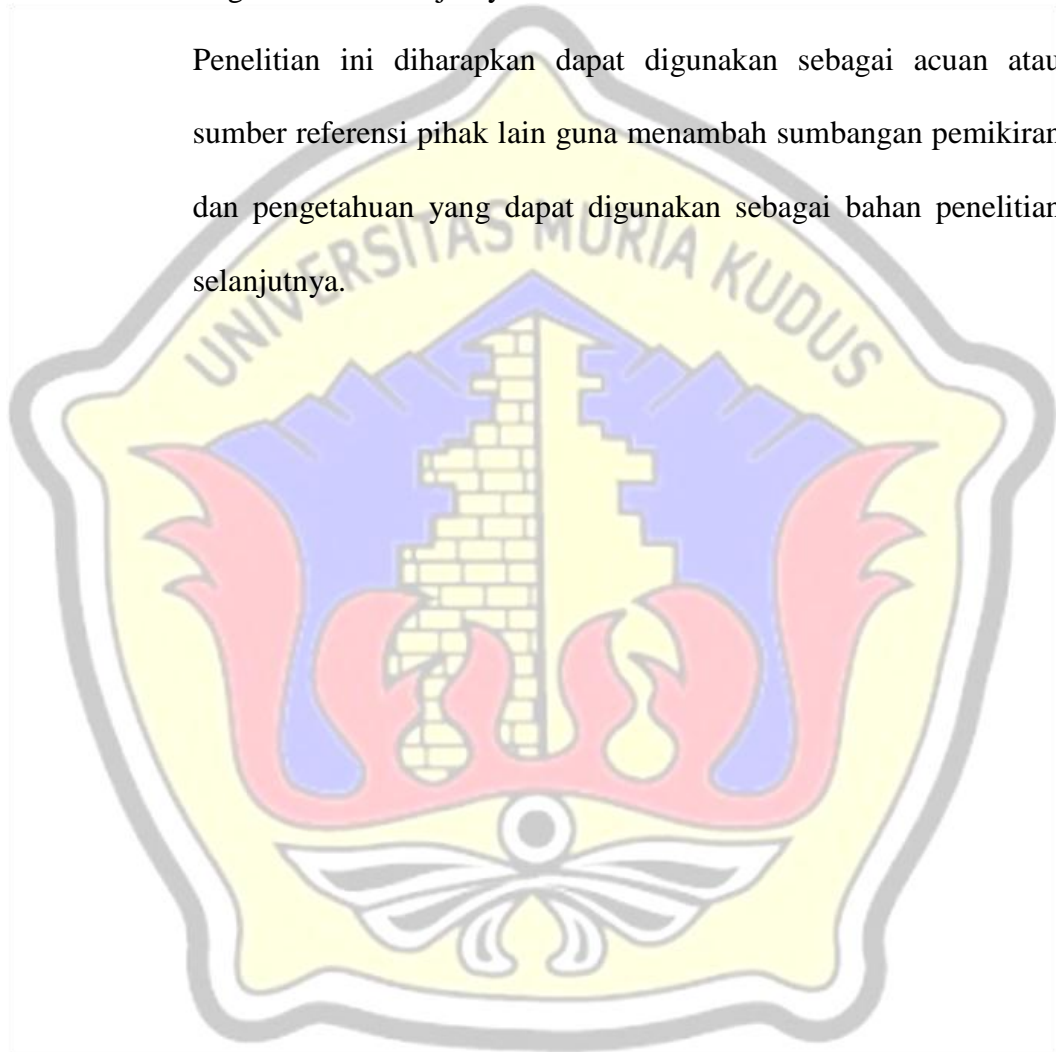 Penelitian ini diharapkan dapat digunakan sebagai acuan atau
sumber referensi pihak lain guna menambah sumbangan pemikiran
dan pengetahuan yang dapat digunakan sebagai bahan penelitian
selanjutnya.
UNIVERSITAS MURIA KUDUS